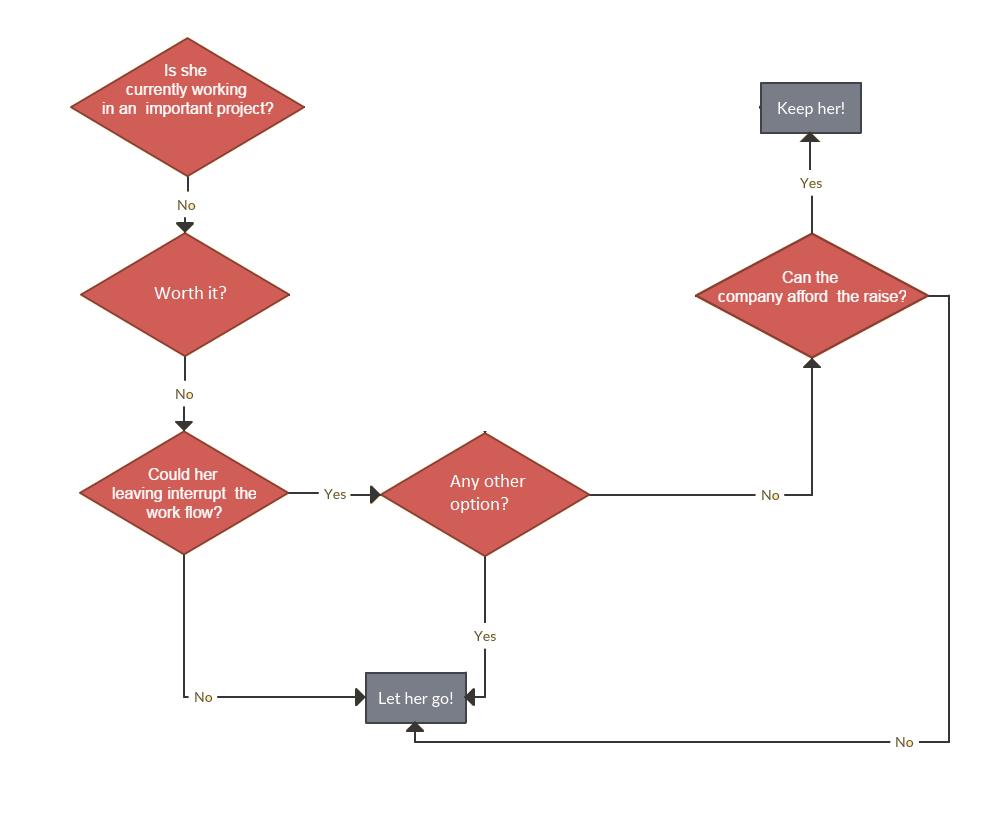 Is she
currently working
in an important project?
No
Worth it?
No
Could her
leaving interrupt the
work flow?
Yes
Any other
option?
No
Can the
company afford the raise?
Yes
Keep her!
Yes
No
Let her go!
No